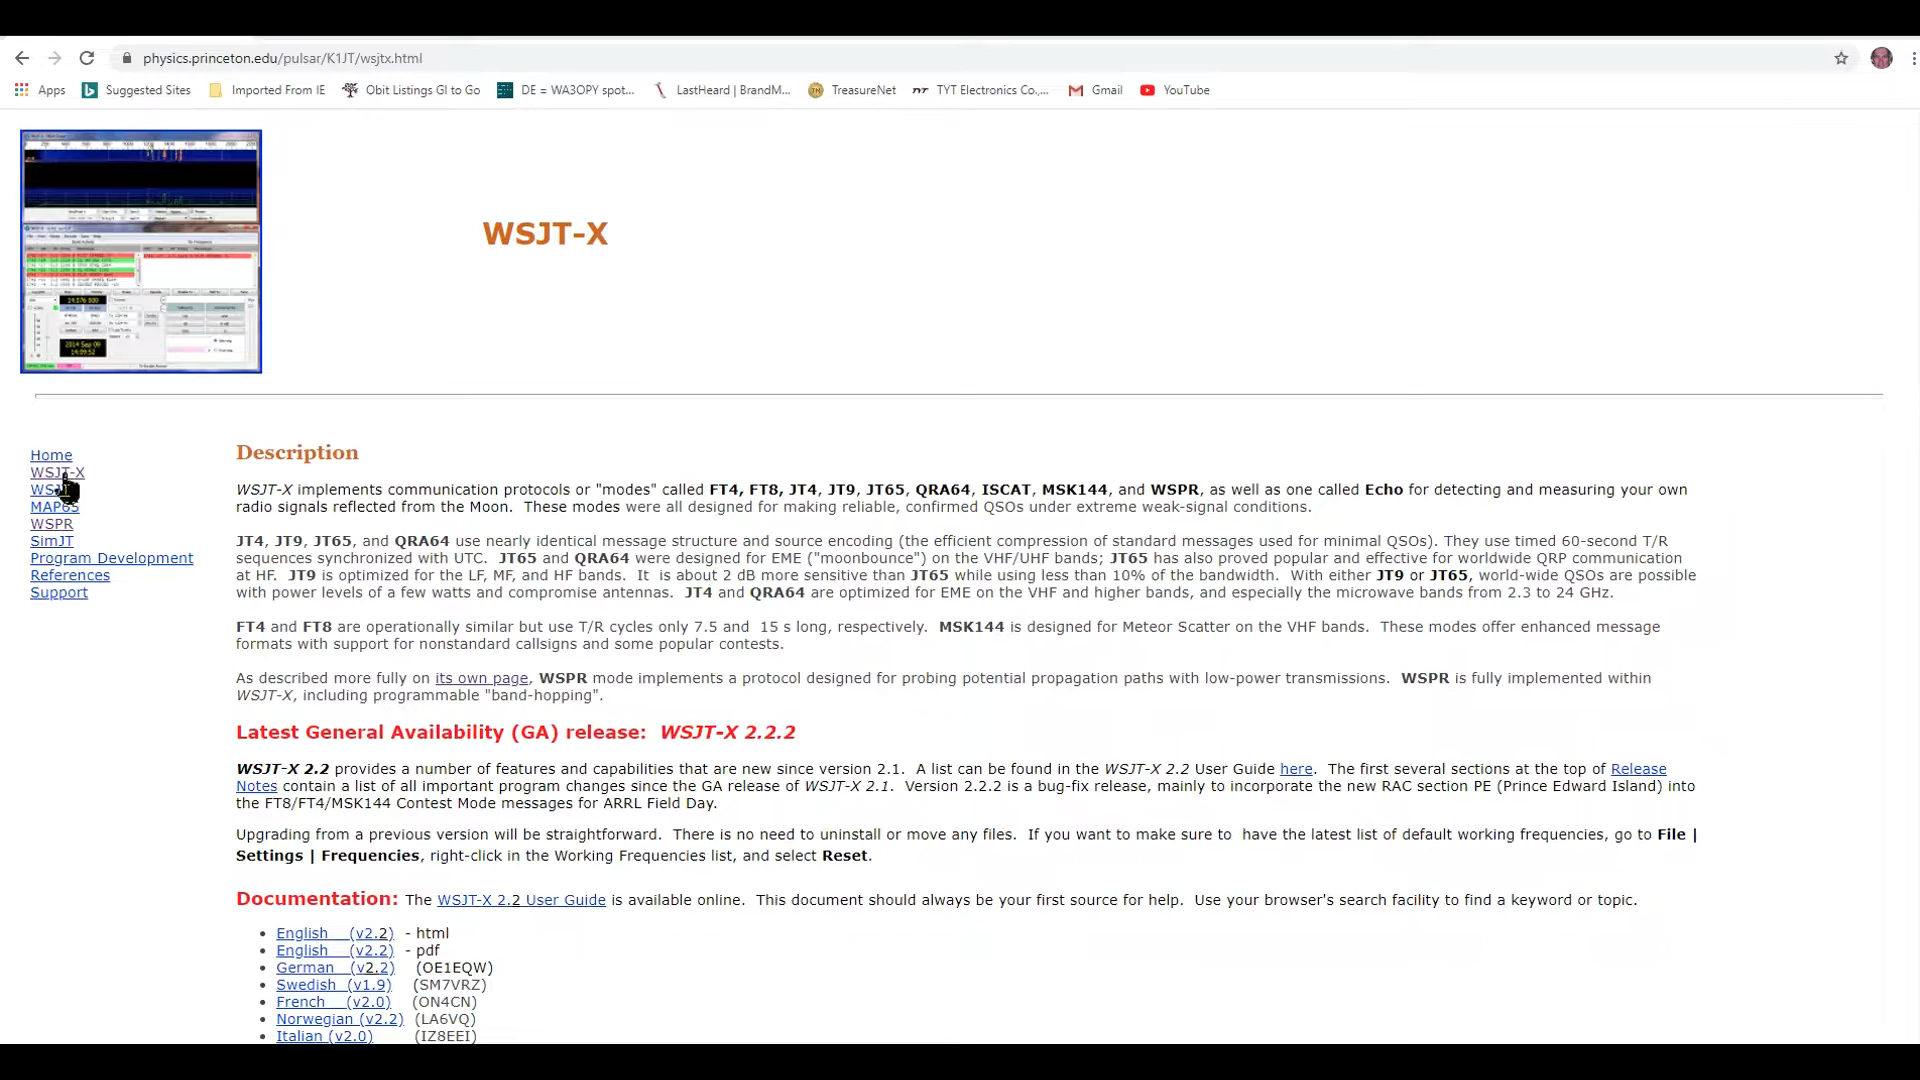 physics.princeton.edu/pulsar/K1JT/wsjtx.html
Apps Suggested Sites Imported From IE Obit Listings GI to Go DE = WA3OPY spot... LastHeard | BrandM... TreasureNet TYT Electronics Co.,... Gmail YouTube
WSJT-X
Home
WSJT-X
WSJT
MAP65
WSPR
SimJT
Program Development
References
Support
Description
WSJT-X implements communication protocols or "modes" called FT4, FT8, JT4, JT9, JT65, QRA64, ISCAT, MSK144, and WSPR, as well as one called Echo for detecting and measuring your own
radio signals reflected from the Moon. These modes were all designed for making reliable, confirmed QSOs under extreme weak-signal conditions.
JT4, JT9, JT65, and QRA64 use nearly identical message structure and source encoding (the efficient compression of standard messages used for minimal QSOs). They use timed 60-second T/R
sequences synchronized with UTC. JT65 and QRA64 were designed for EME ("moonbounce") on the VHF/UHF bands; JT65 has also proved popular and effective for worldwide QRP communication
at HF. JT9 is optimized for the LF, MF, and HF bands. It is about 2 dB more sensitive than JT65 while using less than 10% of the bandwidth. With either JT9 or JT65, world-wide QSOs are possible
with power levels of a few watts and compromise antennas. JT4 and QRA64 are optimized for EME on the VHF and higher bands, and especially the microwave bands from 2.3 to 24 GHz.
FT4 and FT8 are operationally similar but use T/R cycles only 7.5 and 15 s long, respectively. MSK144 is designed for Meteor Scatter on the VHF bands. These modes offer enhanced message
formats with support for nonstandard callsigns and some popular contests.
As described more fully on its own page, WSPR mode implements a protocol designed for probing potential propagation paths with low-power transmissions. WSPR is fully implemented within
WSJT-X, including programmable "band-hopping".
Latest General Availability (GA) release: WSJT-X 2.2.2
WSJT-X 2.2 provides a number of features and capabilities that are new since version 2.1. A list can be found in the WSJT-X 2.2 User Guide here. The first several sections at the top of Release
Notes contain a list of all important program changes since the GA release of WSJT-X 2.1. Version 2.2.2 is a bug-fix release, mainly to incorporate the new RAC section PE (Prince Edward Island) into
the FT8/FT4/MSK144 Contest Mode messages for ARRL Field Day.
Upgrading from a previous version will be straightforward. There is no need to uninstall or move any files. If you want to make sure to have the latest list of default working frequencies, go to File |
Settings | Frequencies, right-click in the Working Frequencies list, and select Reset.
Documentation: The WSJT-X 2.2 User Guide is available online. This document should always be your first source for help. Use your browser's search facility to find a keyword or topic.
• English (v2.2) - html
• English (v2.2) - pdf
• German (v2.2) (OE1EQW)
• Swedish (v1.9) (SM7VRZ)
• French (v2.0) (ON4CN)
• Norwegian (v2.2) (LA6VQ)
• Italian (v2.0) (IZ8EEI)